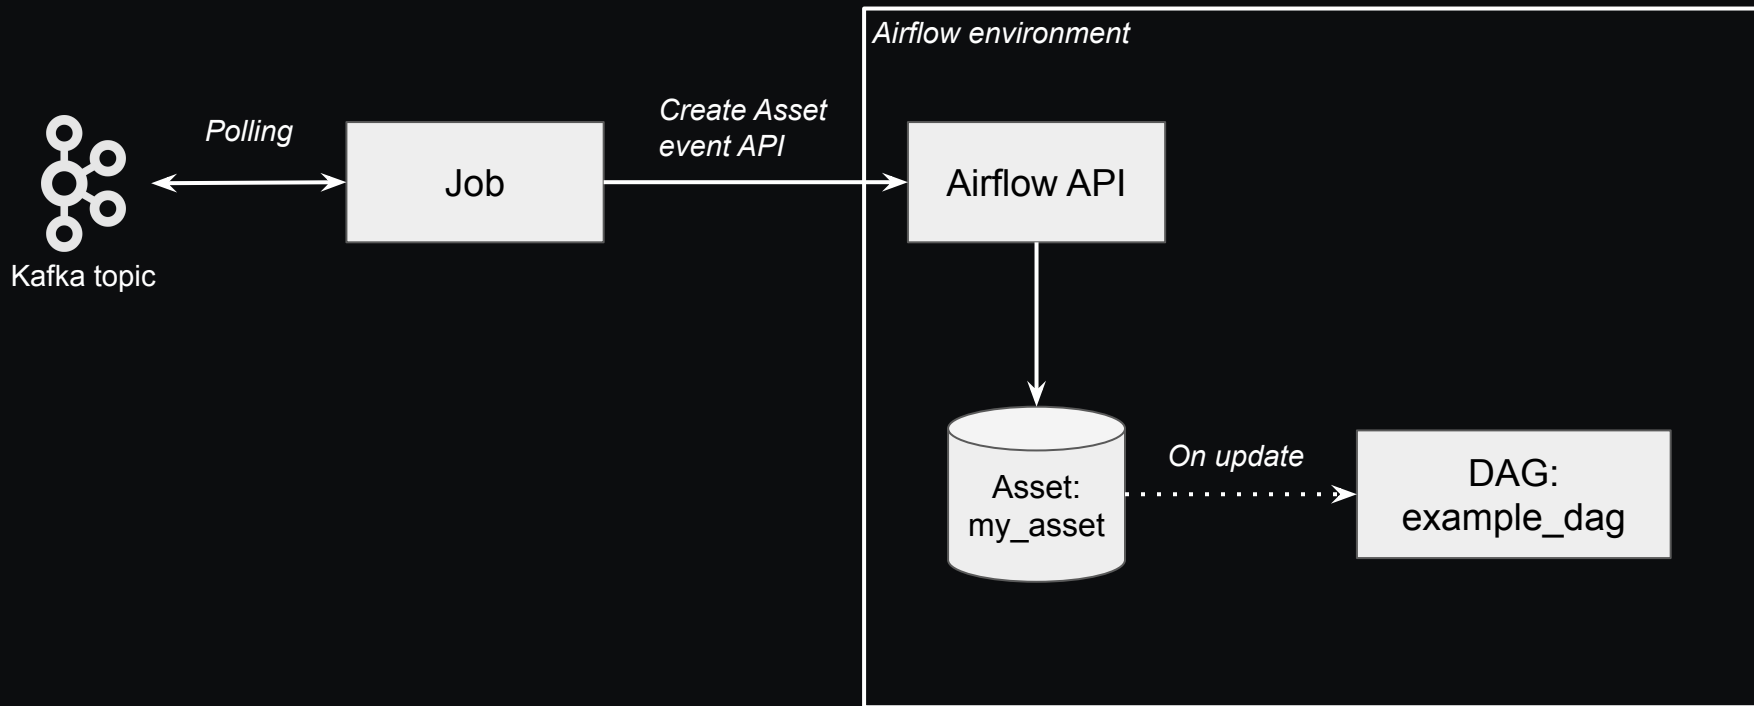 Airflow environment
Polling
Create Asset
event API
Job
Airflow API
Kafka topic
On update
Asset:
my_asset
DAG:
example_dag